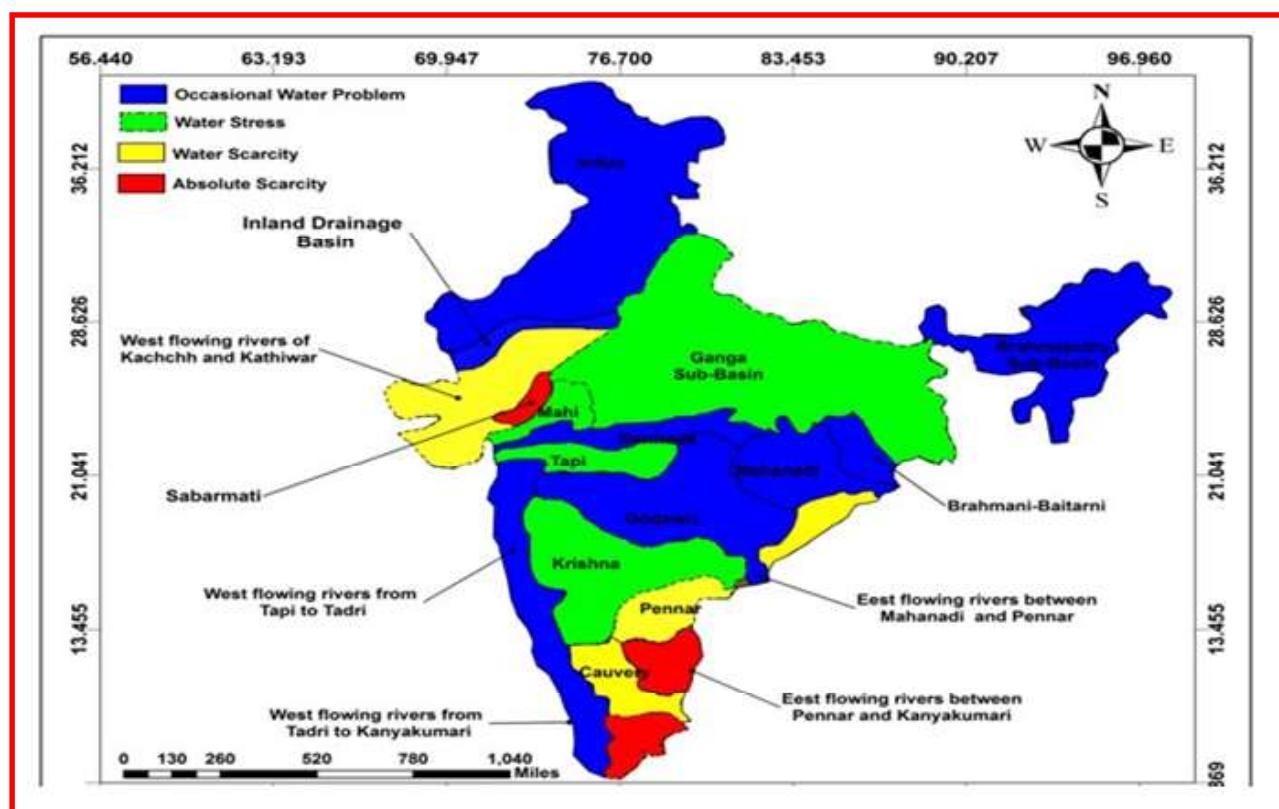 56.440 63.193 69.947 76.700 83.453 90.207 96.960
Occasional Water Problem
Water Stress
Water Scarcity
Absolute Scarcity
N
W E
S
36.212 36.212
Inland Drainage
Basin
28.626 28.626
West flowing rivers of
Kachchh and Kathiwar
Ganga
Sub-Basin
Brahmaputra
Sub-Basin
Mahi
Tapi
Mahanadi
21.041 21.041
Sabarmati
Brahmani-Baitarni
Krishna
West flowing rivers from
Tapi to Tadri
Eest flowing rivers between
Mahanadi and Pennar
Pennar
13.455 13.455
Cauvery
Eest flowing rivers between
Pennar and Kanyakumari
West flowing rivers from
Tadri to Kanyakumari
0 130 260 520 780 1,040
Miles
869